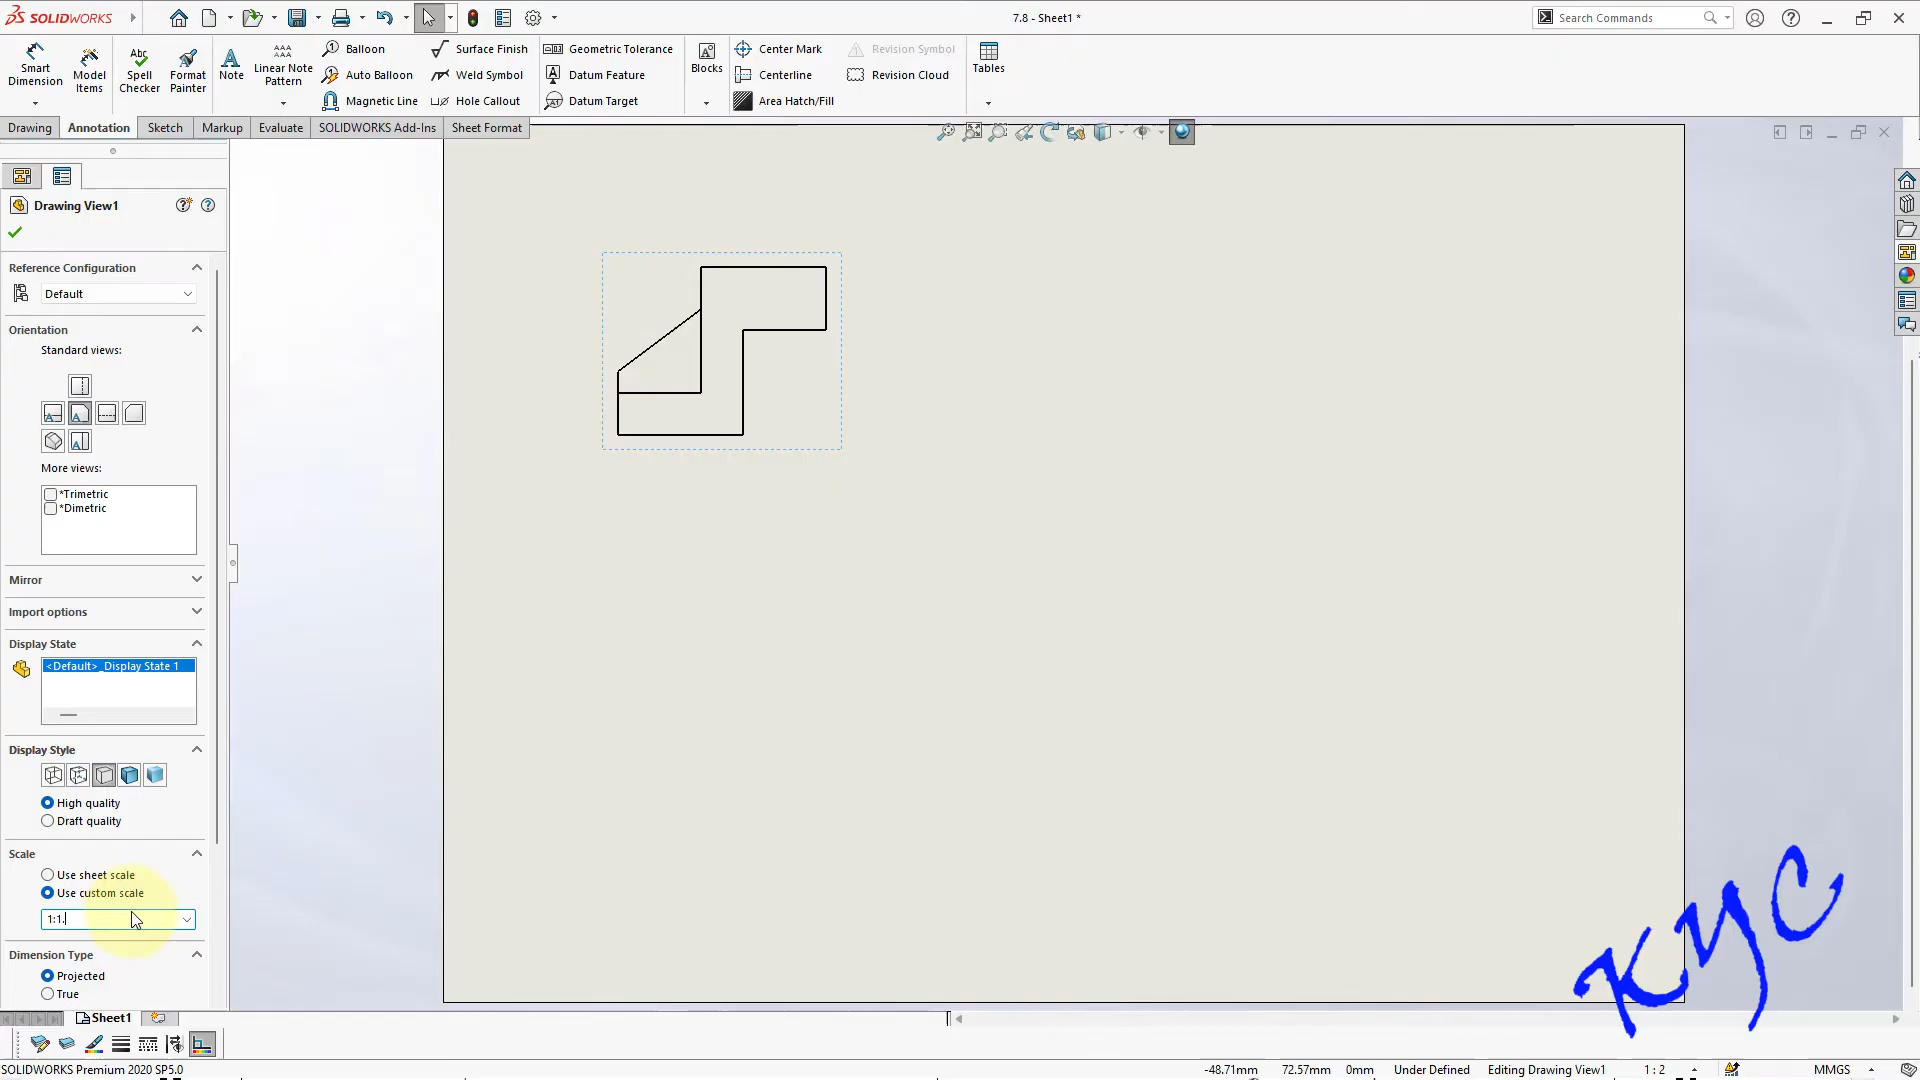 SOLIDWORKS
7.8 - Sheet1 *
Search Commands
Smart Dimension
Model Items
Spell Checker
Format Painter
Note
Linear Note Pattern
Balloon
Auto Balloon
Magnetic Line
Surface Finish
Weld Symbol
Hole Callout
Geometric Tolerance
Datum Feature
Datum Target
Blocks
Center Mark
Centerline
Area Hatch/Fill
Revision Symbol
Revision Cloud
Tables
Drawing
Annotation
Sketch
Markup
Evaluate
SOLIDWORKS Add-Ins
Sheet Format
Drawing View1
Reference Configuration
Default
Orientation
Standard views:
More views:
*Trimetric
*Dimetric
Mirror
Import options
Display State
<Default>_Display State 1
Display Style
High quality
Draft quality
Scale
Use sheet scale
Use custom scale
1:1.
Dimension Type
Projected
True
Sheet1
KYC
SOLIDWORKS Premium 2020 SP5.0
-48.71mm
72.57mm
0mm
Under Defined
Editing Drawing View1
1 : 2
MMGS